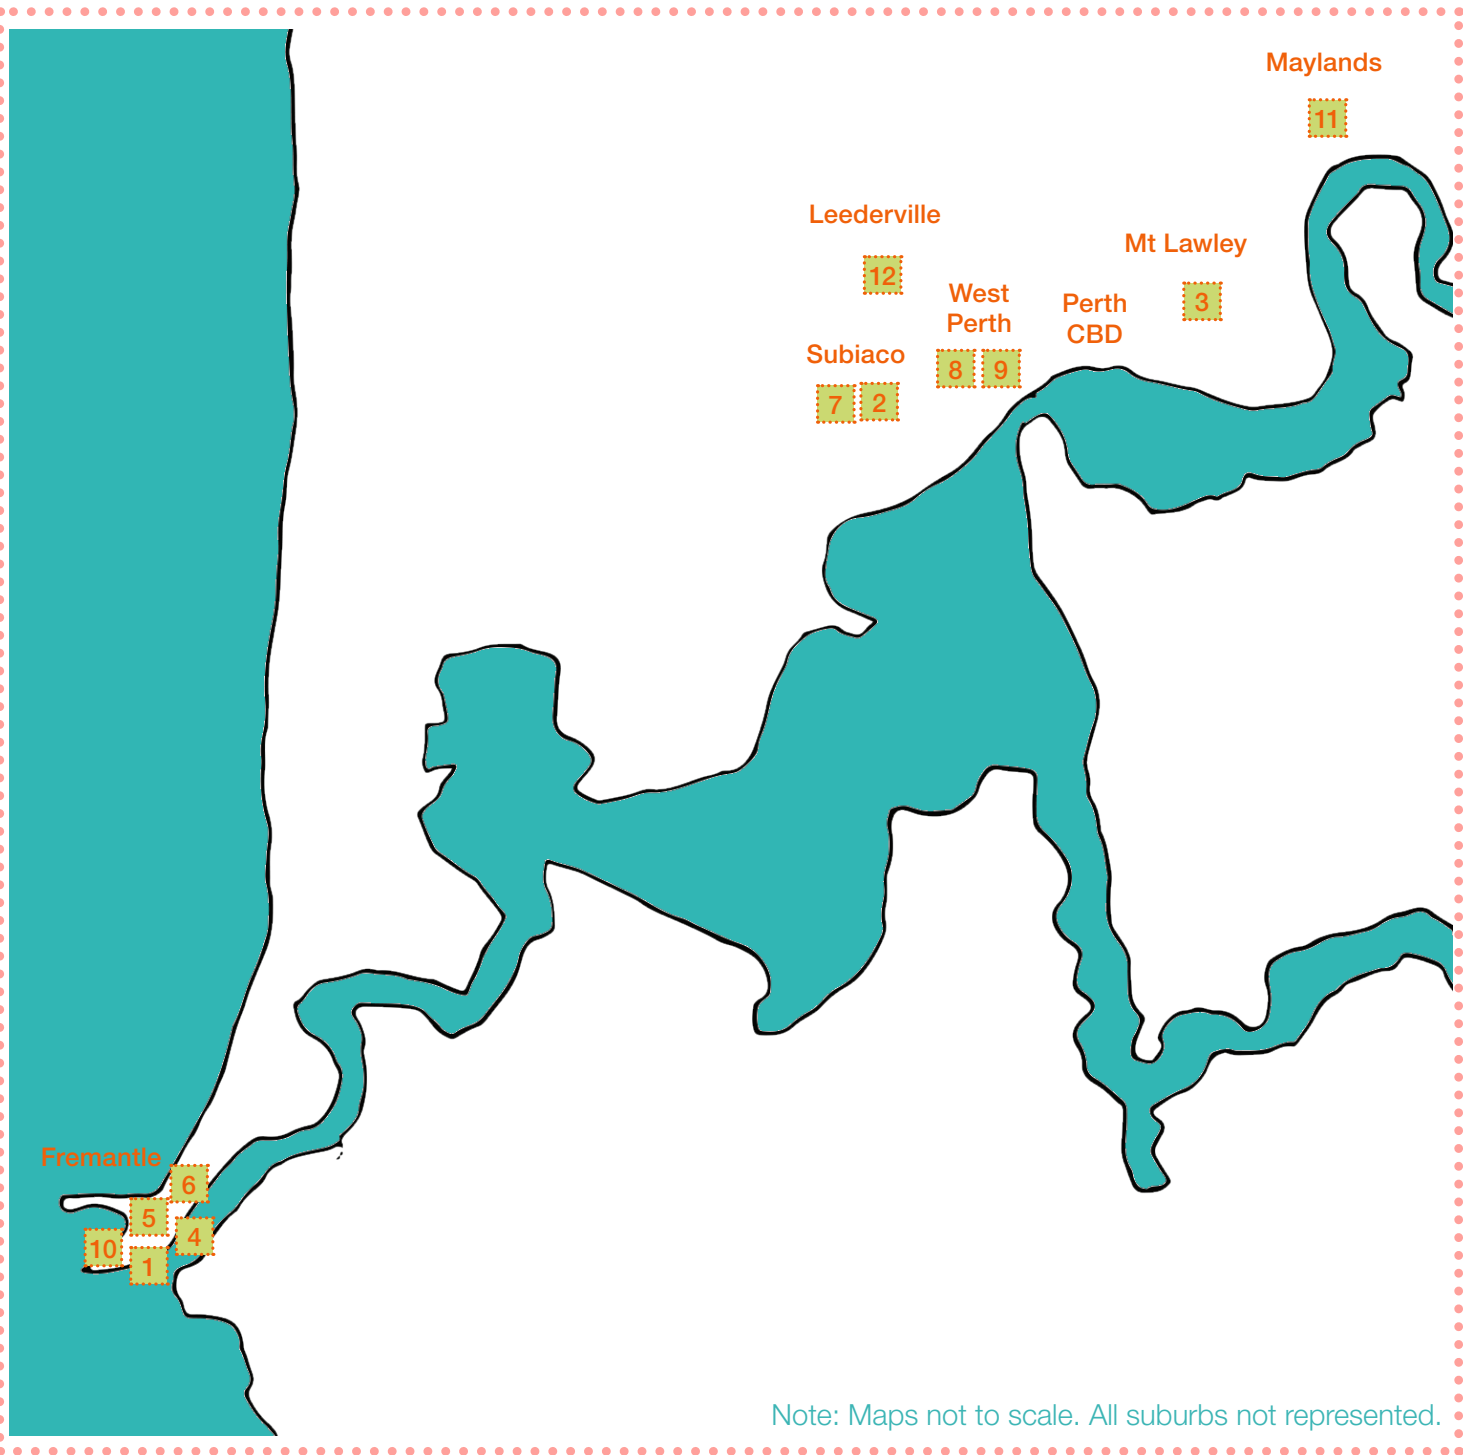 Maylands
11
Leederville
12
Mt Lawley
3
West
Perth
8 9
Perth
CBD
Subiaco
7 2
Fremantle
6
5
4
10
1
Note: Maps not to scale. All suburbs not represented.